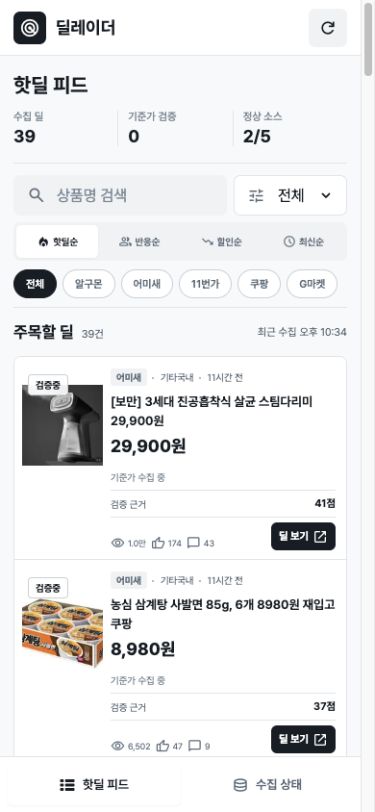 딜레이더
핫딜 피드
수집 딜
39
기준가 검증
0
정상 소스
2/5
상품명 검색
전체
핫딜순
반응순
할인순
최신순
전체
알구몬
어미새
11번가
쿠팡
G마켓
주목할 딜 39건
최근 수집 오후 10:34
검증중
어미새 · 기타국내 · 11시간 전
[보만] 3세대 진공흡착식 살균 스팀다리미
29,900원
29,900원
기준가 수집 중
검증 근거
41점
1.0만 174 43
딜 보기
검증중
어미새 · 기타국내 · 11시간 전
농심 삼계탕 사발면 85g, 6개 8980원 재입고
쿠팡
8,980원
기준가 수집 중
검증 근거
37점
6,502 47 9
딜 보기
핫딜 피드
수집 상태